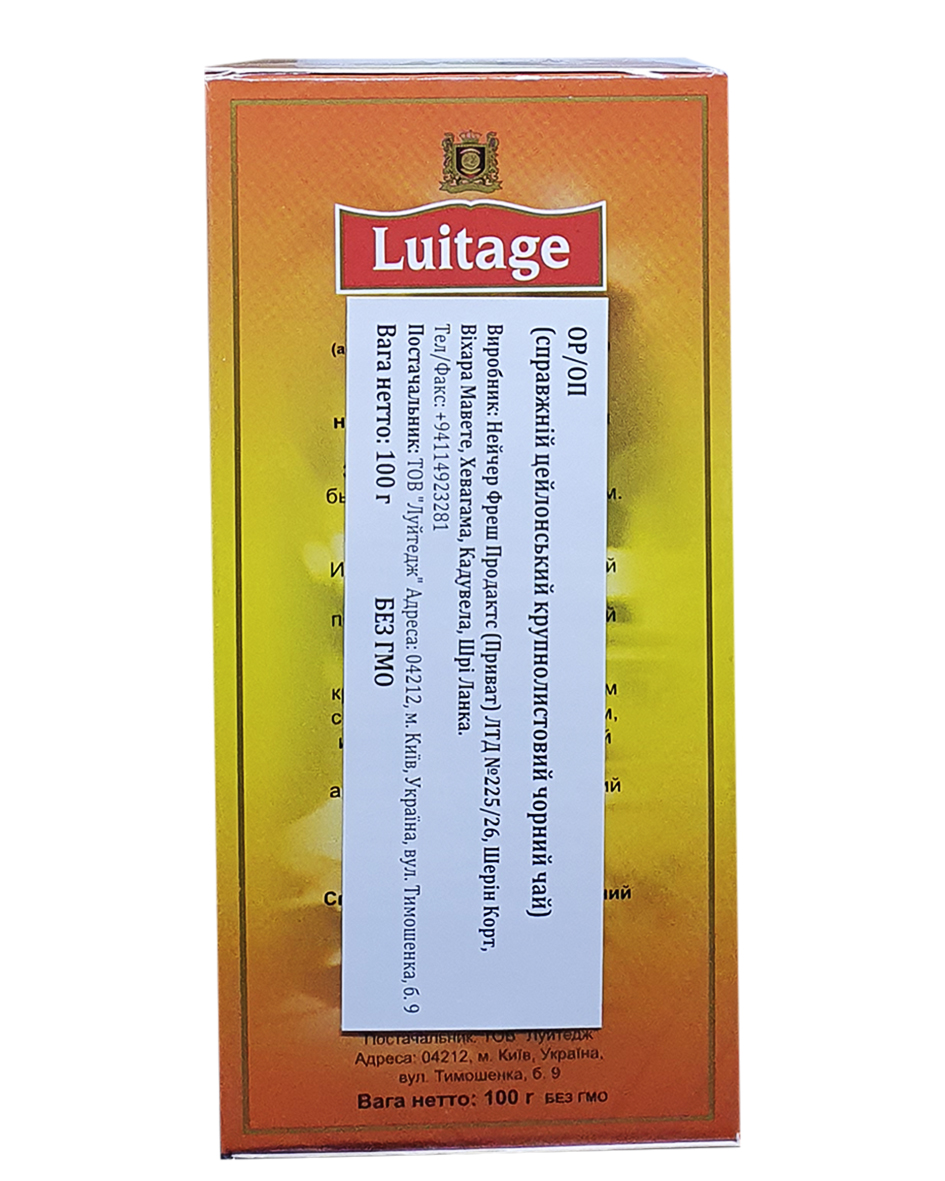 Luitage
ОР/ОП
(справжній цейлонський крупнолистовий чорний чай)
Виробник: Нейчер Фреш Продактс (Приват) ЛТД №225/26, Шерін Корт,
Віхара Мавете, Хевагама, Кадувела, Шрі Ланка.
Тел/Факс: +94114923281
Постачальник: ТОВ "Луйтедж" Адреса: 04212, м. Київ, Україна, вул. Тимошенка, б. 9
Вага нетто: 100 г БЕЗ ГМО
Постачальник: ТОВ "Луйтедж"
Адреса: 04212, м. Київ, Україна,
вул. Тимошенка, б. 9
Вага нетто: 100 г БЕЗ ГМО